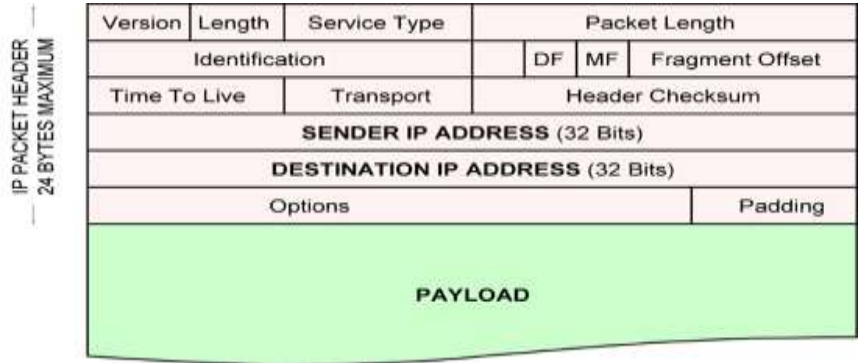 IP PACKET HEADER
24 BYTES MAXIMUM
Version Length Service Type Packet Length
Identification DF MF Fragment Offset
Time To Live Transport Header Checksum
SENDER IP ADDRESS (32 Bits)
DESTINATION IP ADDRESS (32 Bits)
Options Padding
PAYLOAD